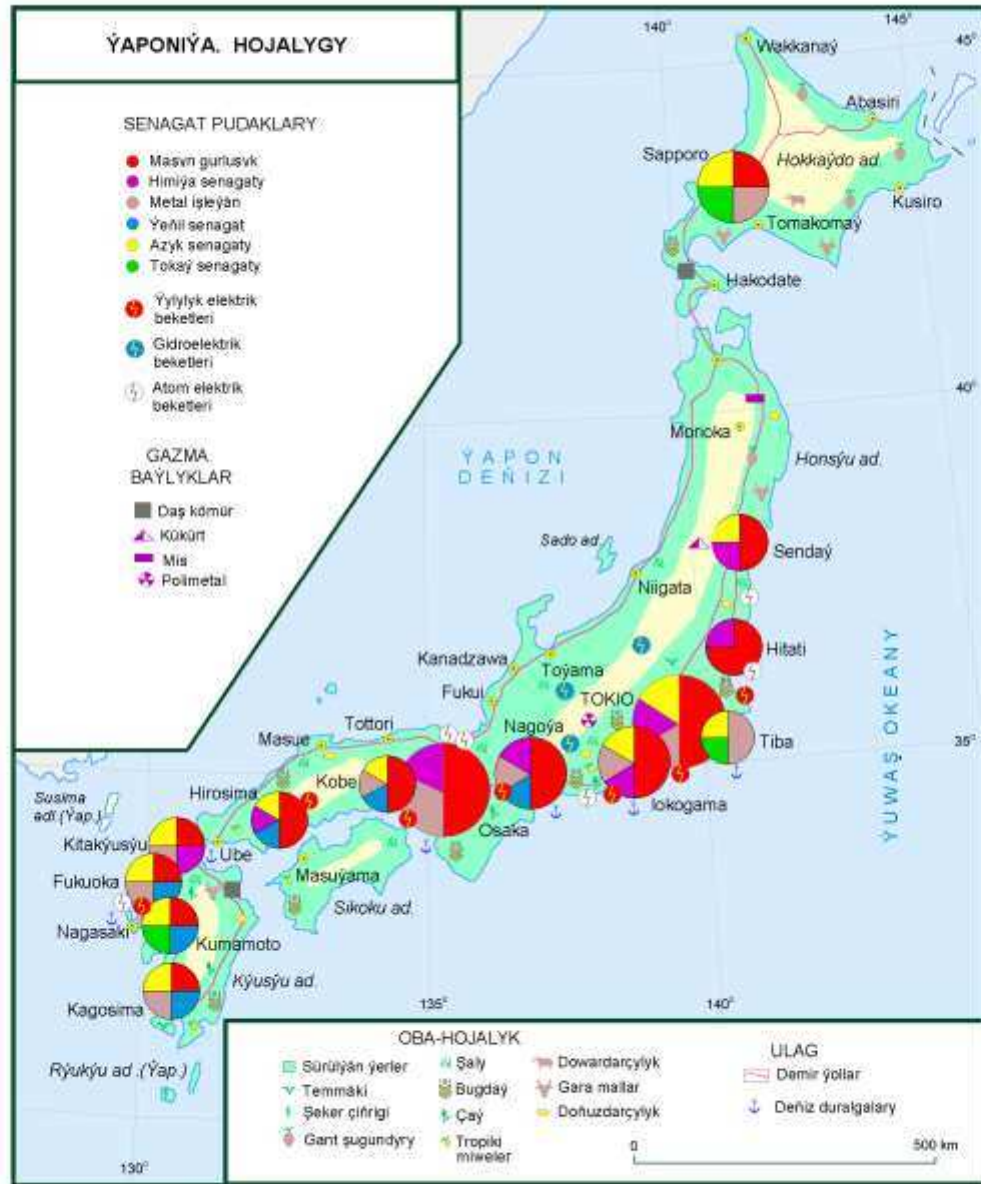 ÝAPONIÝA. HOJALYGY
SENAGAT PUDAKLARY
Masvn gurlusvk
Himiýa senagaty
Metal işleýän
Ýeňil senagat
Azyk senagaty
Tokaý senagaty
Ýylylyk elektrik
beketleri
Gidroelektrik
beketleri
Atom elektrik
beketleri
GAZMA
BAÝLYKLAR
Daş kömür
Kükürt
Mis
Polimetal
140°
145°
45°
Wakkanaý
Abasiri
Sapporo
Hokkaýdo ad.
Kusiro
Tomakomaý
Hakodate
40°
Monoka
Honsýu ad.
ÝAPON
DEŇIZI
Sado ad.
Sendaý
Niigata
Hitati
Kanadzawa
Toýama
Fukui
TOKIO
Nagoýa
Tottori
Masue
Tiba
35°
Kobe
Hirosima
Iokogama
Osaka
ÝUWAŞ OKEANY
Susima
adl.(Ýap.)
Kitakýusýu
Ube
Fukuoka
Masuýama
Sikoku ad.
Nagasaki
Kumamoto
Kýusýu ad.
Kagosima
135°
140°
Rýukýu ad.(Ýap.)
130°
OBA-HOJALYK
Sürülýän ýerler
Temmäki
Şeker çiňrigi
Gant şugundyry
Şaly
Bugdaý
Çaý
Tropiki
miweler
Dowardarçylyk
Gara mallar
Doňuzdarçylyk
ULAG
Demir ýollar
Deňiz duralgalary
0
500 km